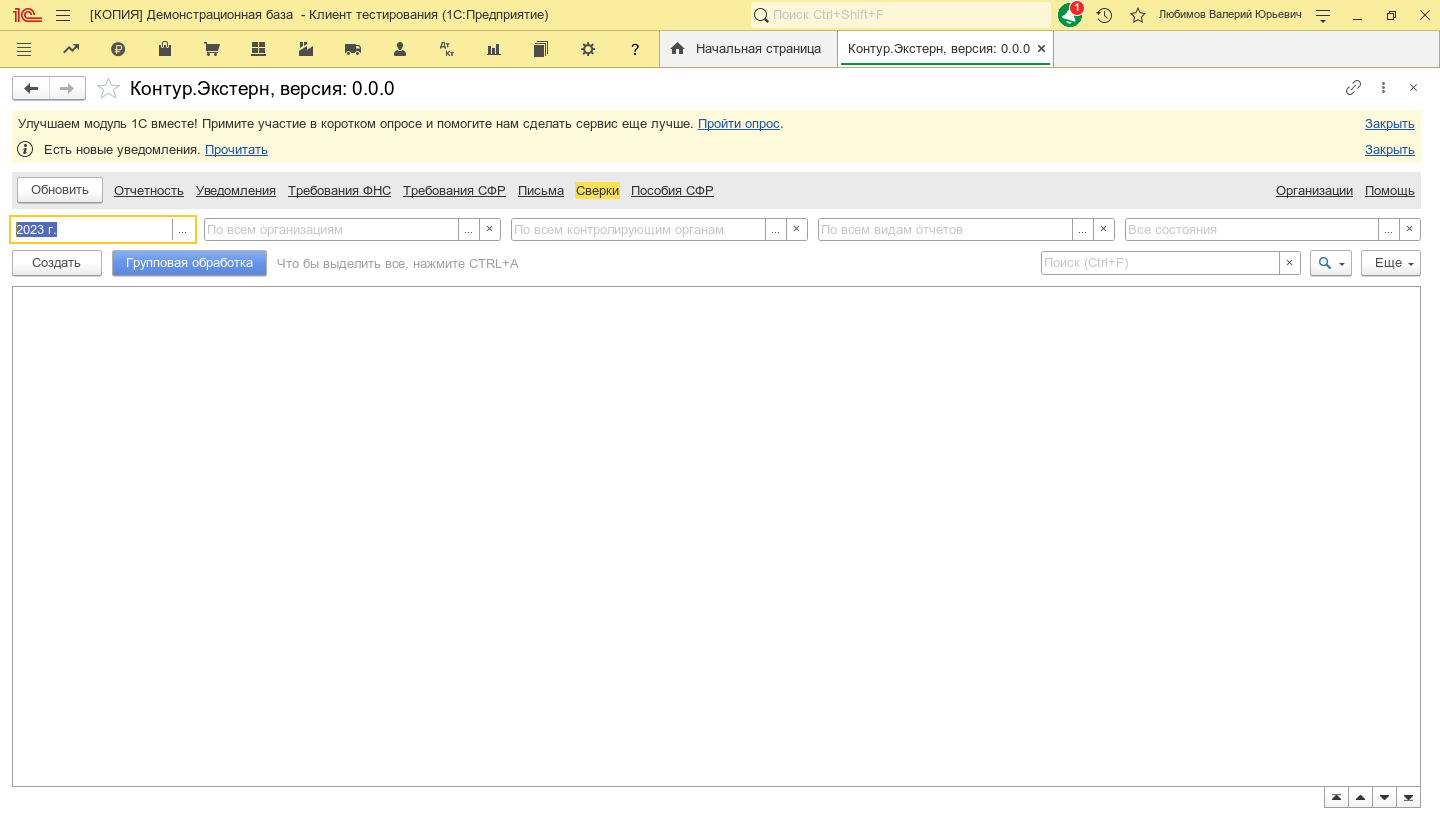 [КОПИЯ] Демонстрационная база - Клиент тестирования (1С:Предприятие) Поиск Ctrl+Shift+F 1 Любимов Валерий Юрьевич
Дт Кт ? Начальная страница Контур.Экстерн, версия: 0.0.0
Контур.Экстерн, версия: 0.0.0
Улучшаем модуль 1С вместе! Примите участие в коротком опросе и помогите нам сделать сервис еще лучше. Пройти опрос. Закрыть
Есть новые уведомления. Прочитать Закрыть
Обновить Отчетность Уведомления Требования ФНС Требования СФР Письма Сверки Пособия СФР Организации Помощь
2023 г. ... По всем организациям ... По всем контролирующим органам ... По всем видам отчетов ... Все состояния ...
Создать Групповая обработка Что бы выделить все, нажмите CTRL+A Поиск (Ctrl+F) Еще